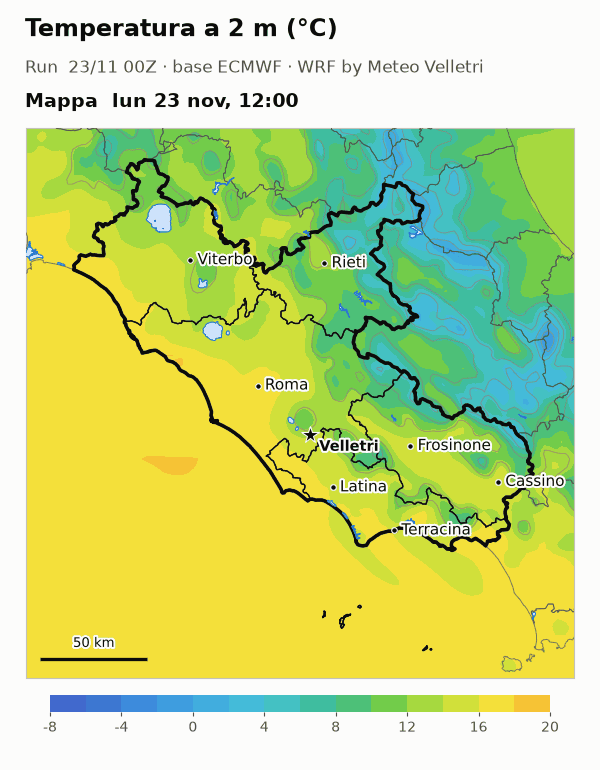 Temperatura a 2 m (°C)
Run  23/11 00Z · base ECMWF · WRF by Meteo Velletri
Mappa  lun 23 nov, 12:00
Viterbo
Rieti
Roma
Velletri
Frosinone
Latina
Cassino
Terracina
50 km
-8 -4 0 4 8 12 16 20